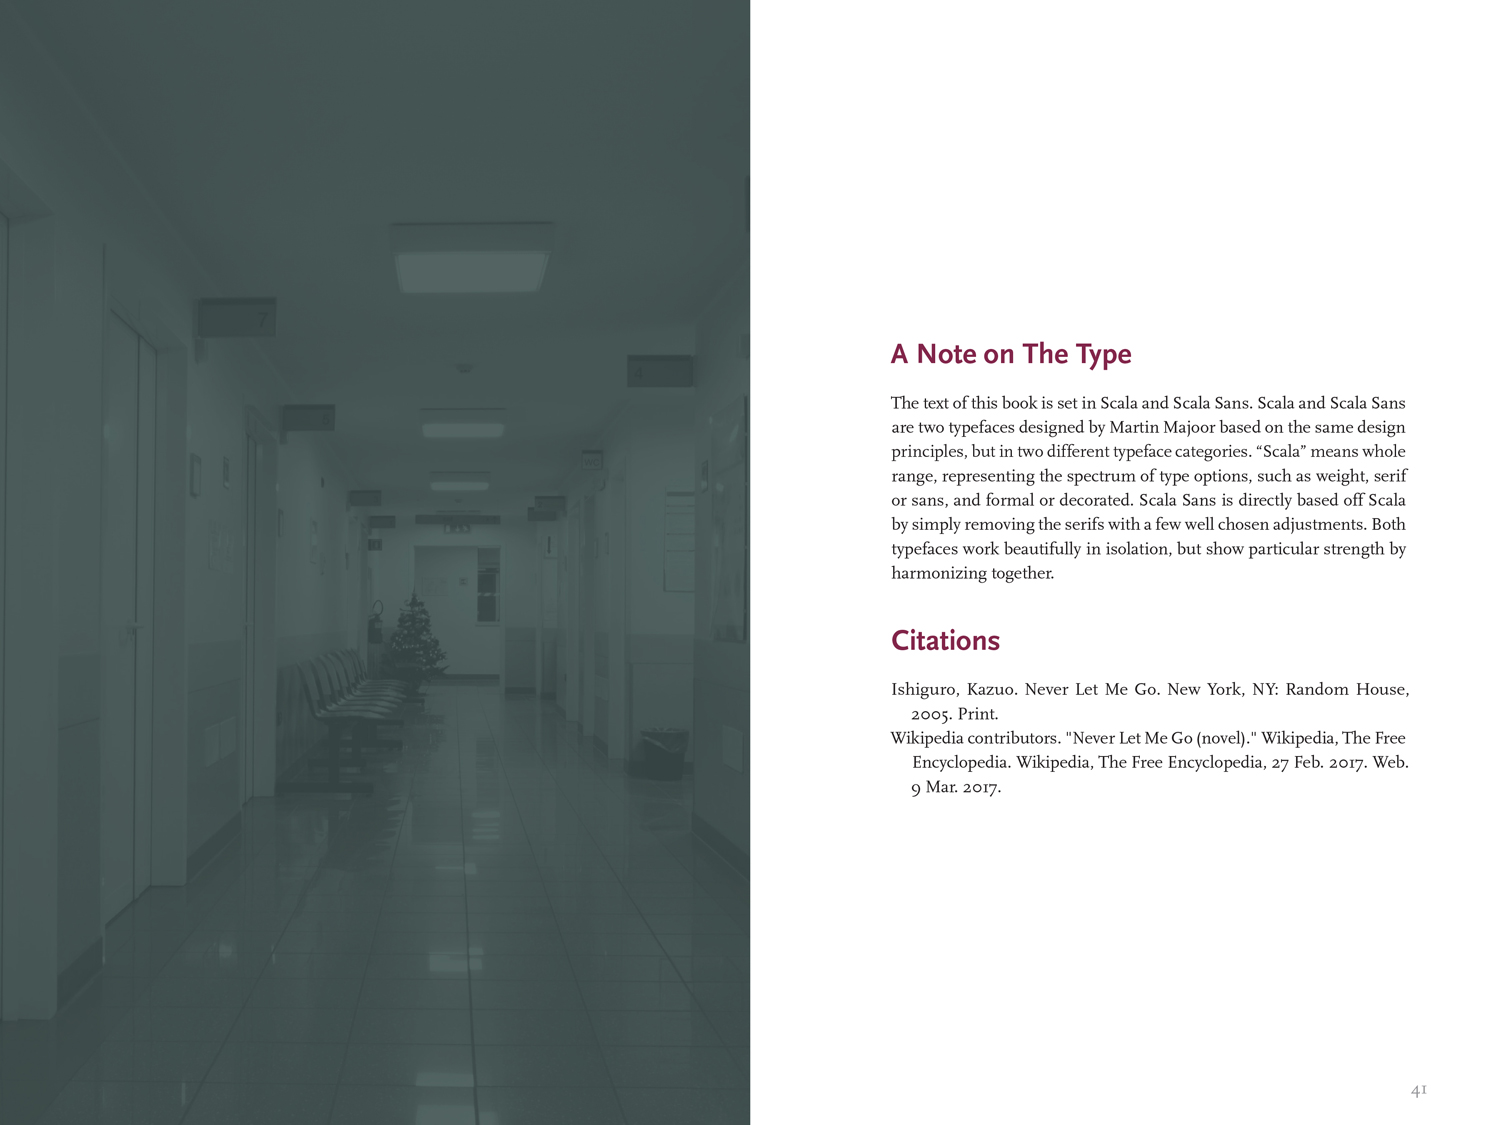 7
4
A Note on The Type
The text of this book is set in Scala and Scala Sans. Scala and Scala Sans
are two typefaces designed by Martin Majoor based on the same design
principles, but in two different typeface categories. “Scala” means whole
range, representing the spectrum of type options, such as weight, serif
or sans, and formal or decorated. Scala Sans is directly based off Scala
by simply removing the serifs with a few well chosen adjustments. Both
typefaces work beautifully in isolation, but show particular strength by
harmonizing together.
Citations
Ishiguro, Kazuo. Never Let Me Go. New York, NY: Random House,
2005. Print.
Wikipedia contributors. "Never Let Me Go (novel)." Wikipedia, The Free
Encyclopedia. Wikipedia, The Free Encyclopedia, 27 Feb. 2017. Web.
9 Mar. 2017.
41